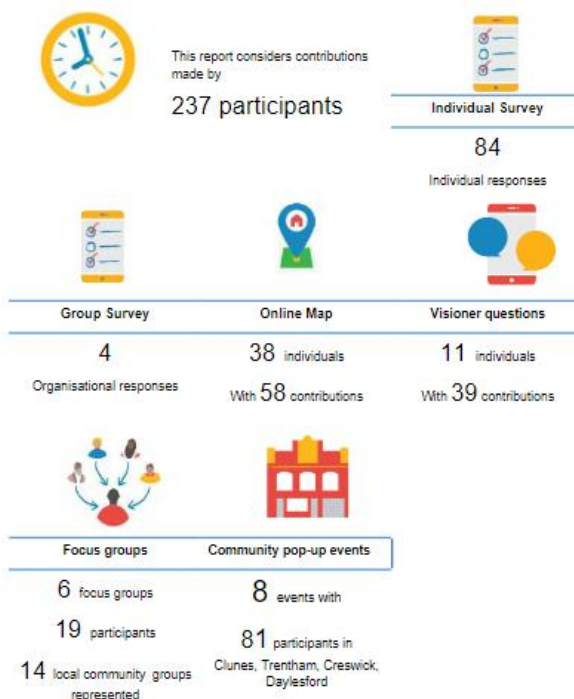 This report considers contributions
made by
237 participants
Individual Survey
84
Individual responses
Group Survey
4
Organisational responses
Online Map
38 individuals
With 58 contributions
Visioner questions
11 individuals
With 39 contributions
Focus groups
6 focus groups
19 participants
14 local community groups
represented
Community pop-up events
8 events with
81 participants in
Clunes, Trentham, Creswick,
Daylesford